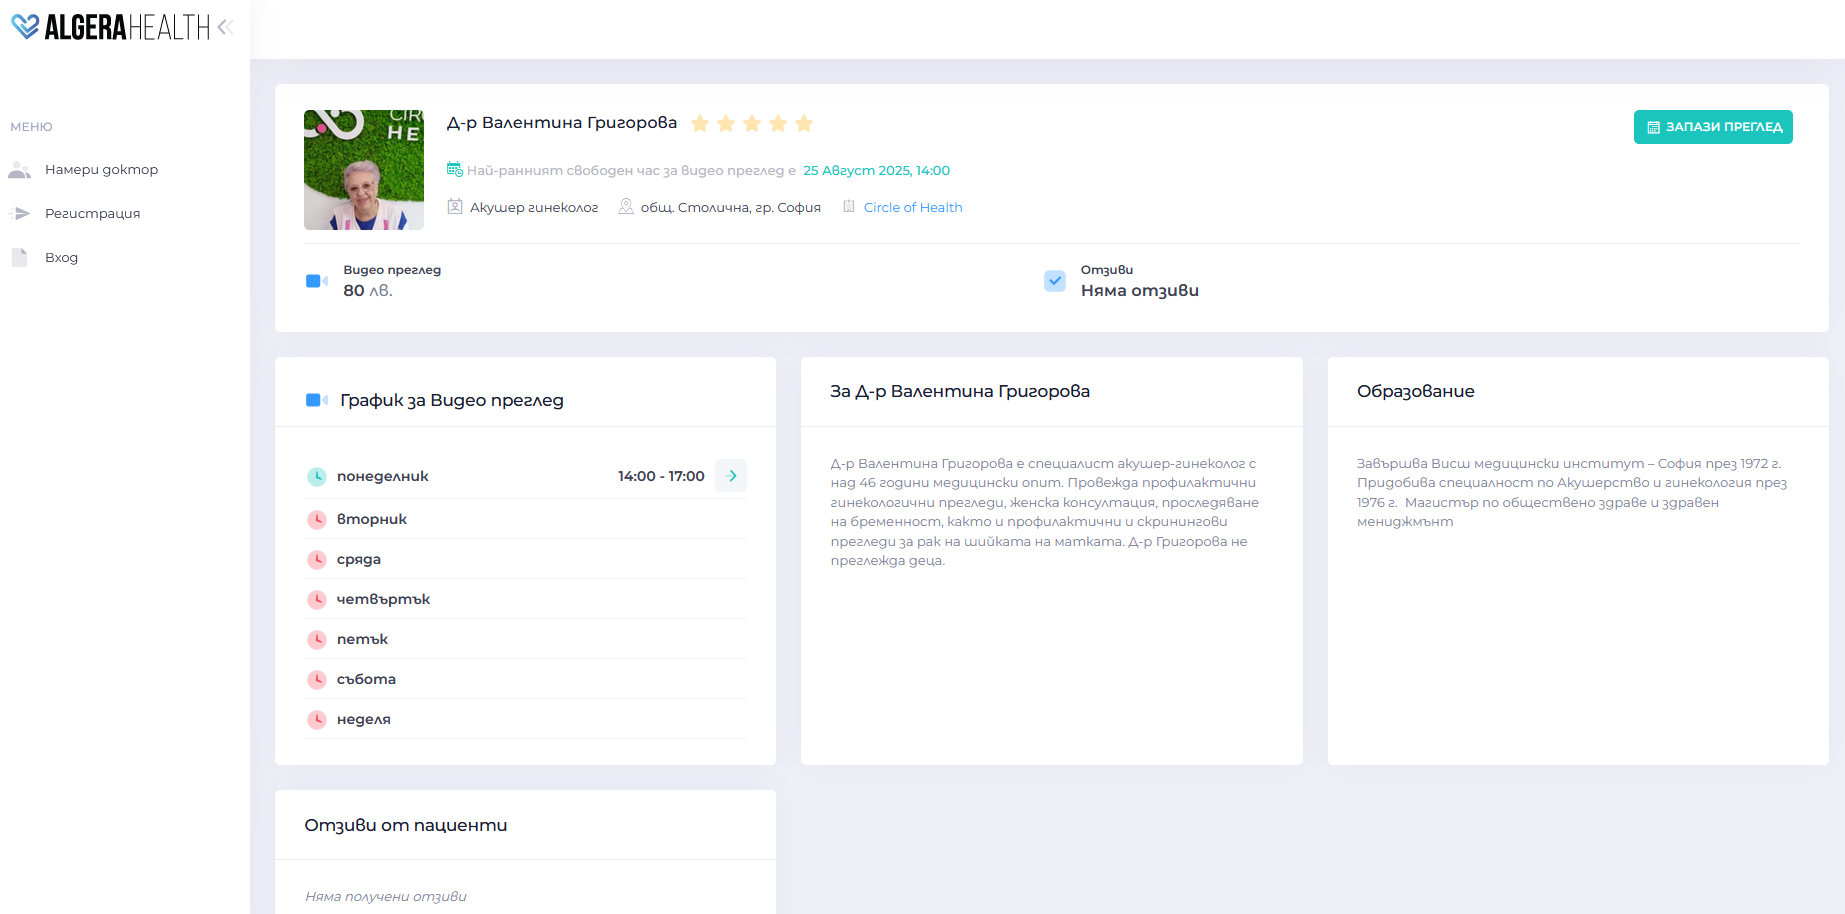 ALGERAHEALTH
МЕНЮ
Намери доктор
Регистрация
Вход
CIRC
HE
Д-р Валентина Григорова
ЗАПАЗИ ПРЕГЛЕД
Най-ранният свободен час за видео преглед е 25 Август 2025, 14:00
Акушер гинеколог общ. Столична, гр. София Circle of Health
Видео преглед
80 лв.
Отзиви
Няма отзиви
График за Видео преглед
понеделник 14:00 - 17:00
вторник
сряда
четвъртък
петък
събота
неделя
За Д-р Валентина Григорова
Д-р Валентина Григорова е специалист акушер-гинеколог с
над 46 години медицински опит. Провежда профилактични
гинекологични прегледи, женска консултация, проследяване
на бременност, както и профилактични и скринингови
прегледи за рак на шийката на матката. Д-р Григорова не
преглежда деца.
Образование
Завършва Висш медицински институт – София през 1972 г.
Придобива специалност по Акушерство и гинекология през
1976 г. Магистър по обществено здраве и здравен
мениджмънт
Отзиви от пациенти
Няма получени отзиви